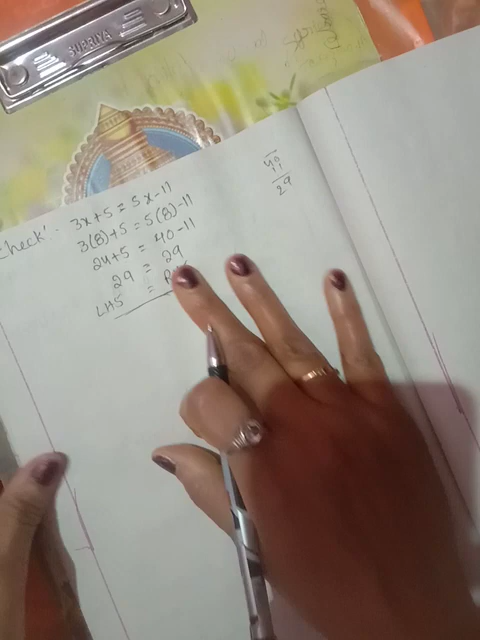 SUPRIYA
Check:- 3x+5 = 5x-11
3(8)+5 = 5(8)-11
24+5 = 40-11
29 = 29
LHS =
40
11
29